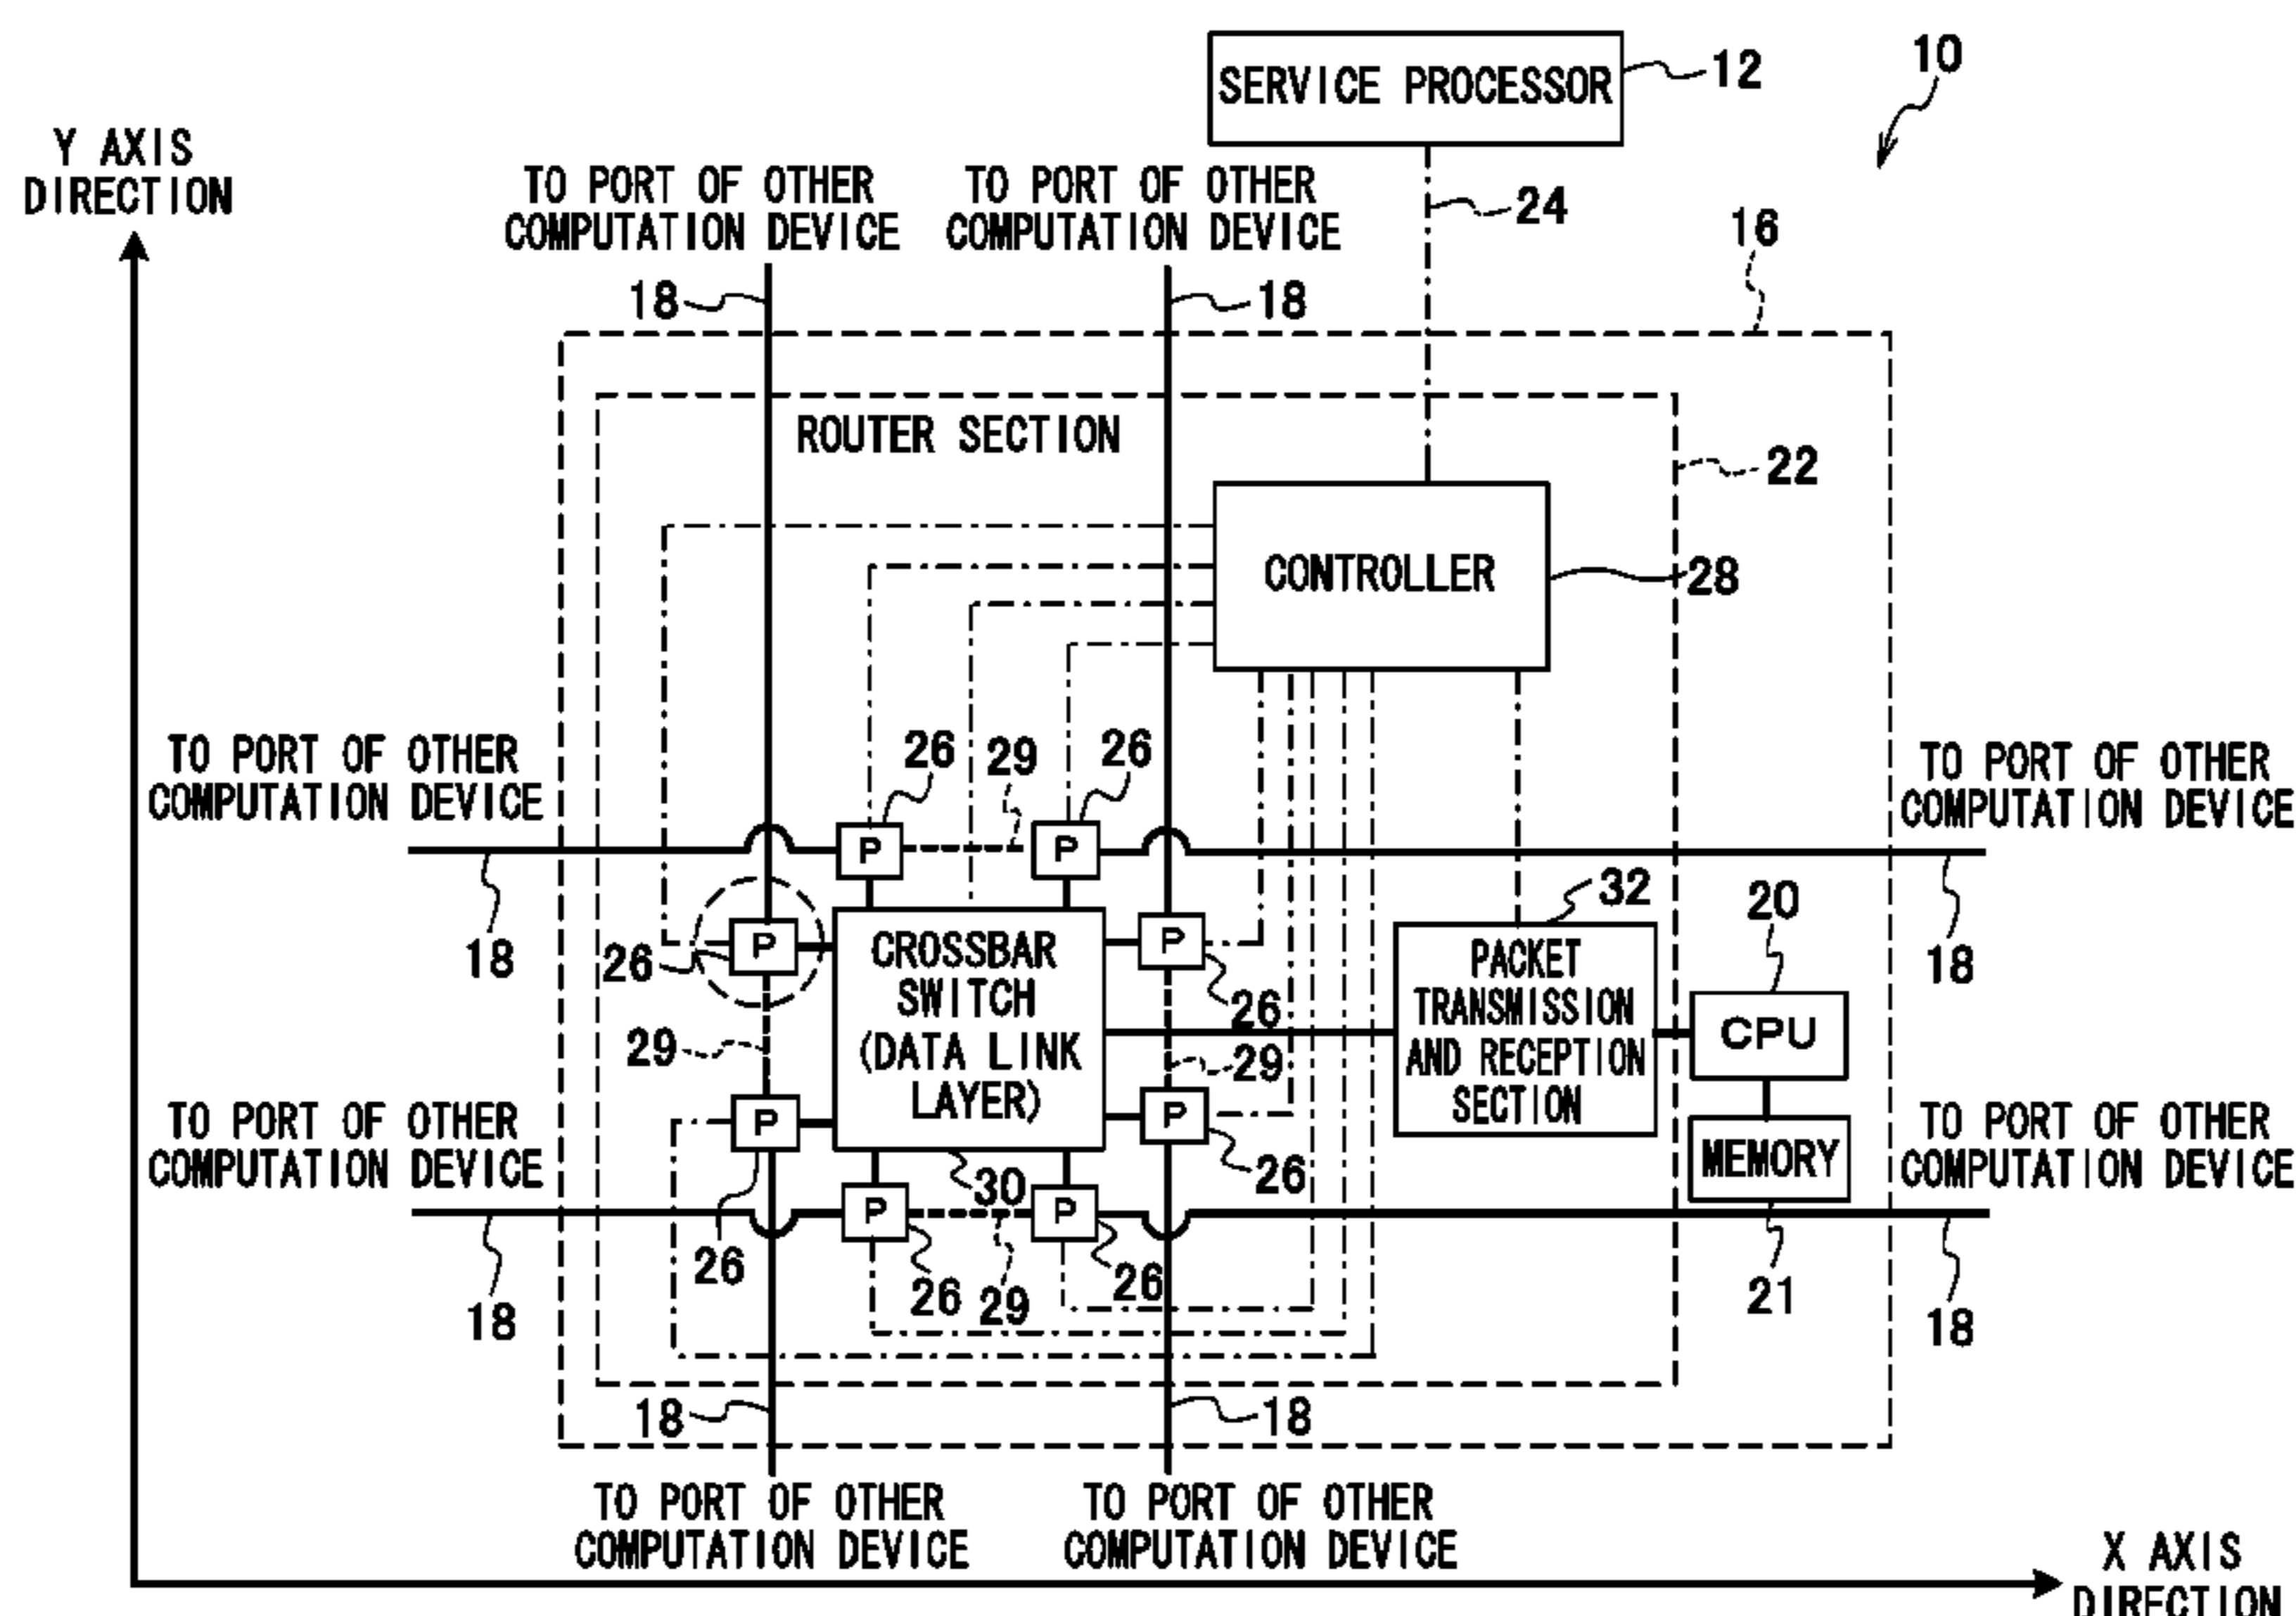 SERVICE PROCESSOR
12
10
Y AXIS
DIRECTION
TO PORT OF OTHER
COMPUTATION DEVICE
TO PORT OF OTHER
COMPUTATION DEVICE
24
16
18
18
ROUTER SECTION
22
CONTROLLER
28
TO PORT OF OTHER
COMPUTATION DEVICE
26
29
26
TO PORT OF OTHER
COMPUTATION DEVICE
P
P
18
32
20
18
26
P
CROSSBAR
SWITCH
(DATA LINK
LAYER)
P
26
PACKET
TRANSMISSION
AND RECEPTION
SECTION
CPU
29
29
TO PORT OF OTHER
COMPUTATION DEVICE
P
P
26
MEMORY
TO PORT OF OTHER
COMPUTATION DEVICE
30
P
P
18
26
26
29
26
21
18
18
18
TO PORT OF OTHER
COMPUTATION DEVICE
TO PORT OF OTHER
COMPUTATION DEVICE
X AXIS
DIRECTION